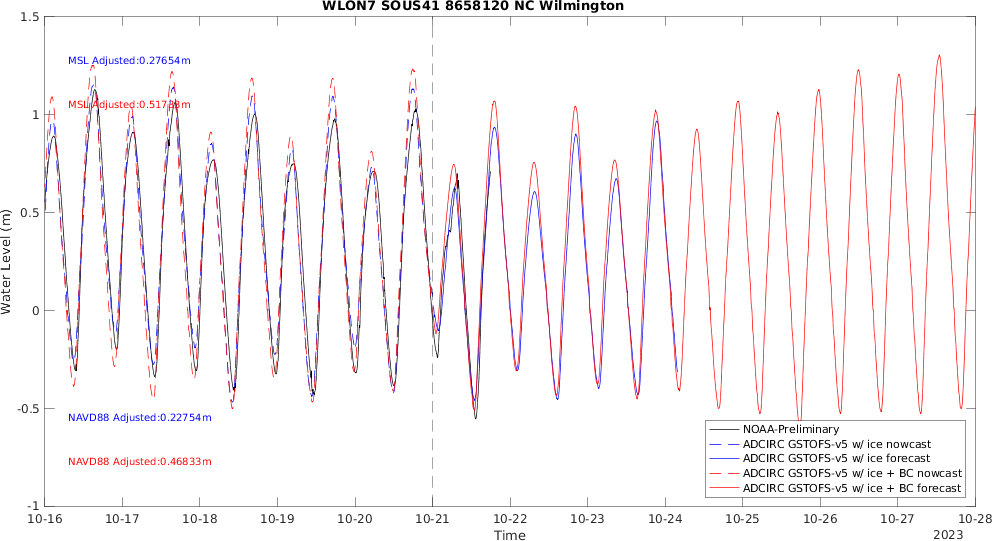 WLON7 SOUS41 8658120 NC Wilmington
1.5
1
0.5
0
-0.5
-1
Water Level (m)
MSL Adjusted:0.27654m
MSL Adjusted:0.51733m
NAVD88 Adjusted:0.22754m
NAVD88 Adjusted:0.46833m
NOAA-Preliminary
ADCIRC GSTOFS-v5 w/ ice nowcast
ADCIRC GSTOFS-v5 w/ ice forecast
ADCIRC GSTOFS-v5 w/ ice + BC nowcast
ADCIRC GSTOFS-v5 w/ ice + BC forecast
10-16 10-17 10-18 10-19 10-20 10-21 10-22 10-23 10-24 10-25 10-26 10-27 10-28
Time
2023